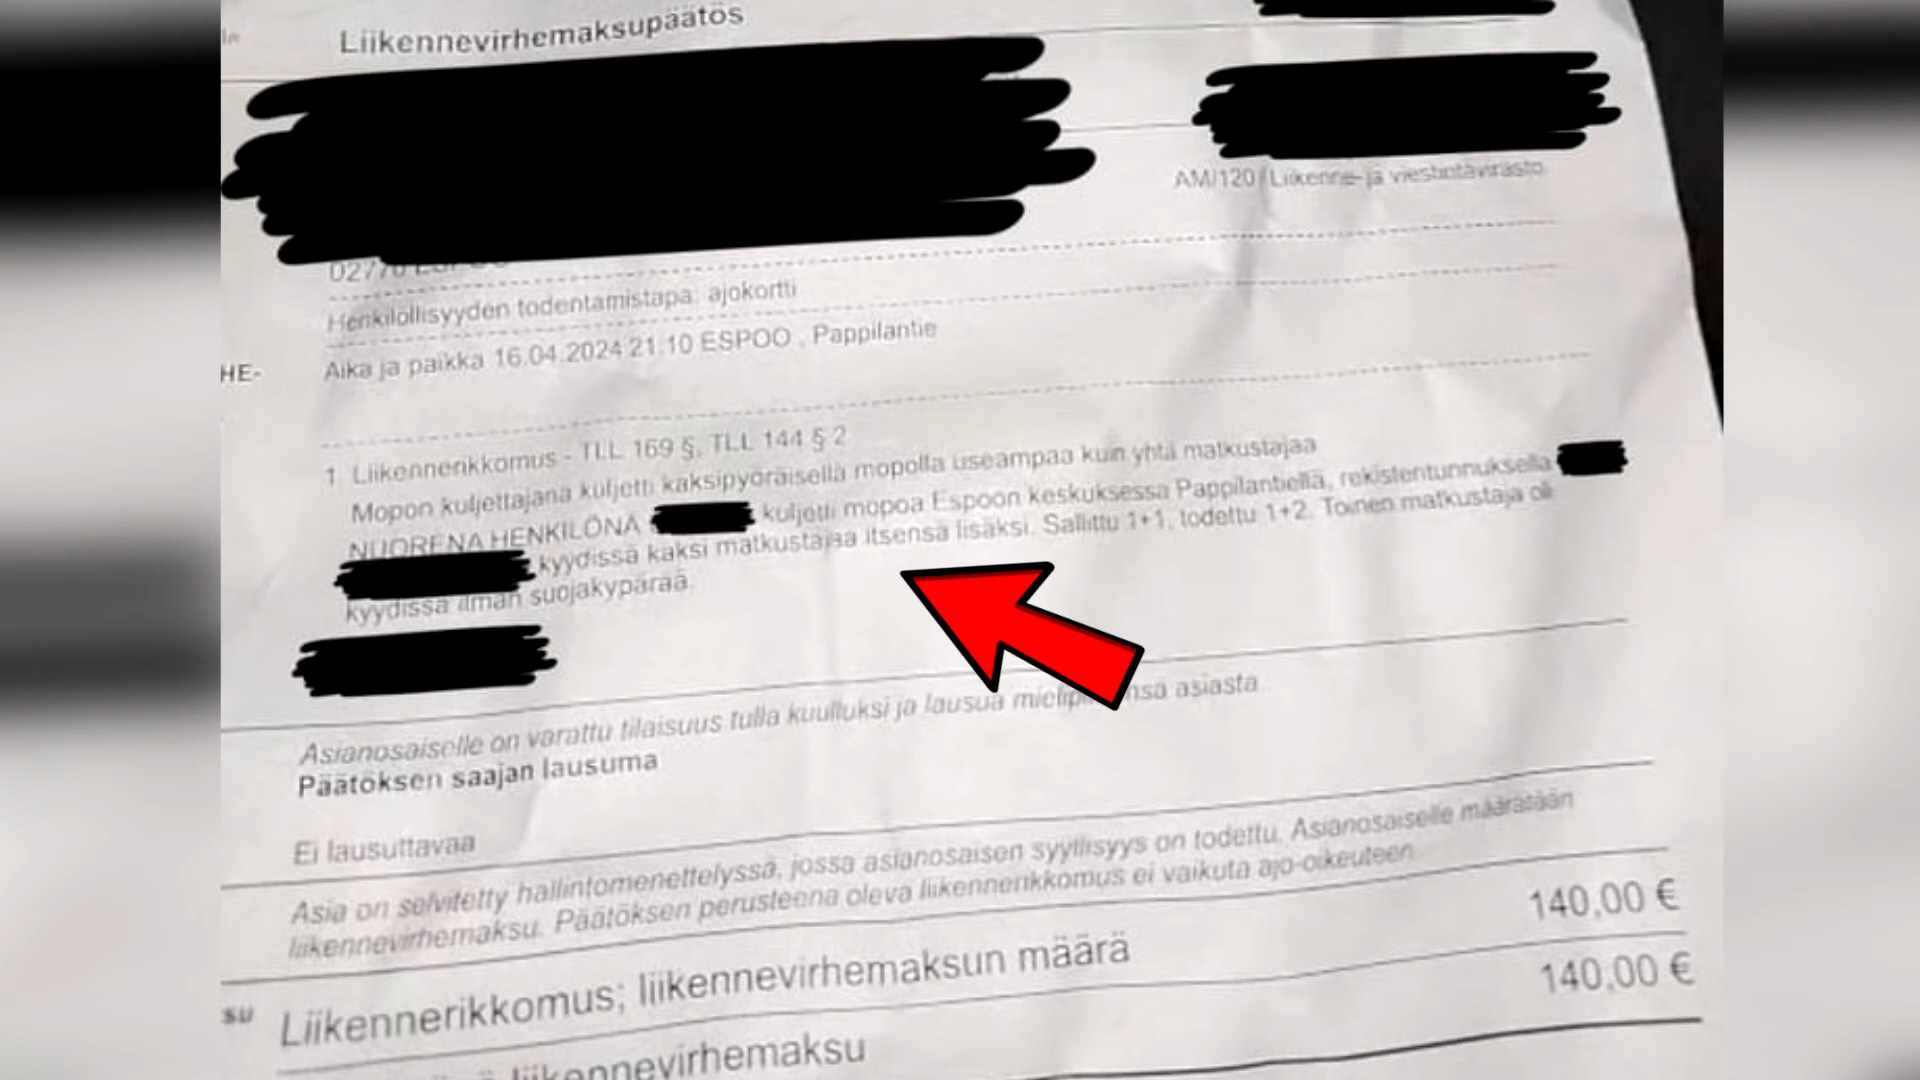 Liikennevirhemaksupäätös
AM/120 Liikenne- ja viestintävirasto
02770
Henkilöllisyyden todentamistapa: ajokortti
Aika ja paikka 16.04.2024 21.10 ESPOO , Pappilantie
HE-
1 Liikennerikkomus - TLL 169 §, TLL 144 § 2
Mopon kuljettajana kuljetti kaksipyöräisellä mopolla useampaa kuin yhtä matkustajaa
NUORENA HENKILÖNÄ kuljetti mopoa Espoon keskuksessa Pappilantiellä, rekisteritunnuksella
kyydissä kaksi matkustajaa itsensä lisäksi. Sallittu 1+1, todettu 1+2. Toinen matkustaja oli
kyydissä ilman suojakypärää.
Asianosaiselle on varattu tilaisuus tulla kuulluksi ja lausua asiasta.
Päätöksen saajan lausuma
Ei lausuttavaa
Asia on selvitetty hallintomenettelyssä, jossa asianosaisen syyllisyys on todettu. Asianosaiselle määrätään
liikennevirhemaksu. Päätöksen perusteena oleva liikennerikkomus ei vaikuta ajo-oikeuteen.
140,00 €
su Liikennerikkomus; liikennevirhemaksun määrä
140,00 €
liikennevirhemaksu